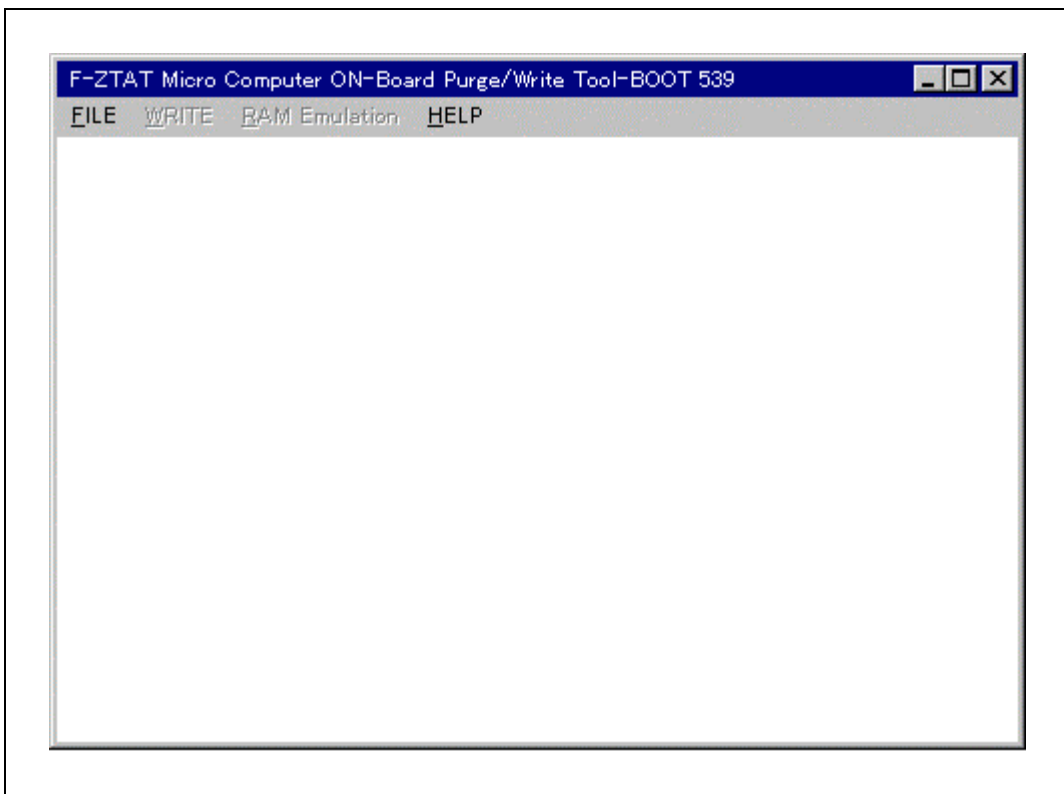 F-ZTAT Micro Computer ON-Board Purge/Write Tool-BOOT 539
FILE WRITE RAM Emulation HELP